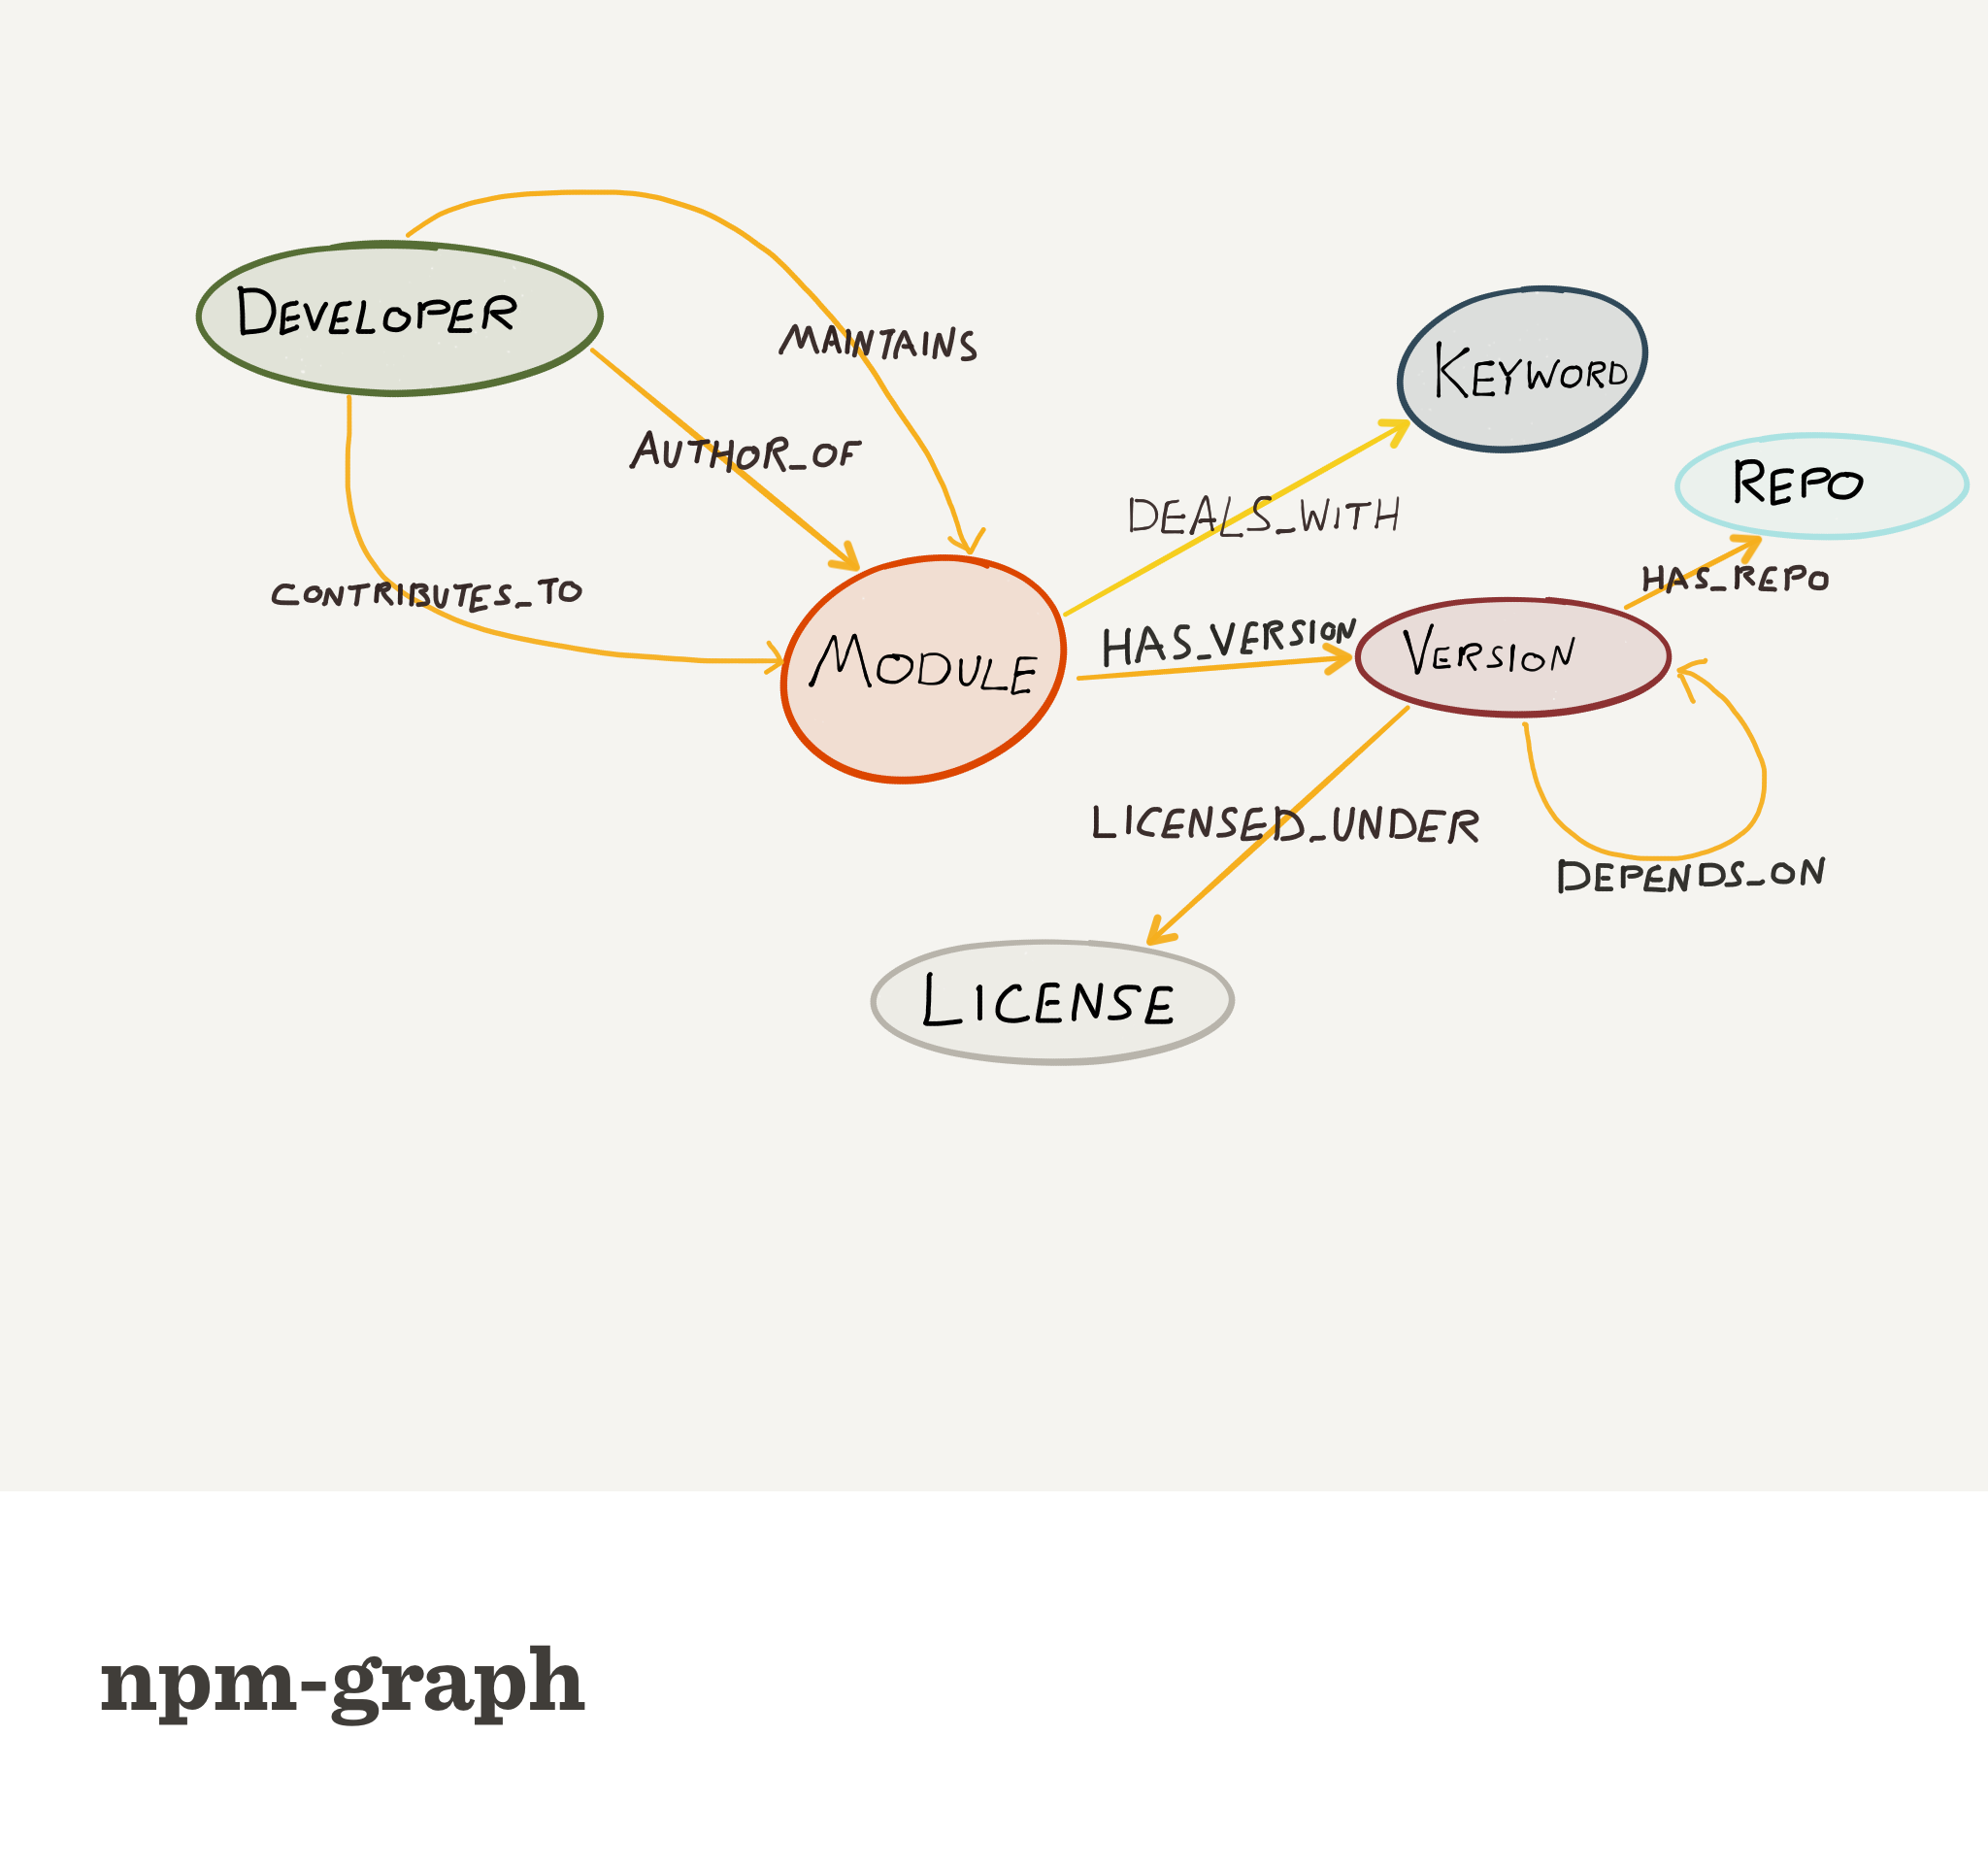 DEVELOPER
MAINTAINS
KEYWORD
AUTHOR_OF
REPO
DEALS_WITH
HAS_REPO
CONTRIBUTES_TO
HAS_VERSION
VERSION
MODULE
LICENSED_UNDER
DEPENDS_ON
LICENSE
npm-graph